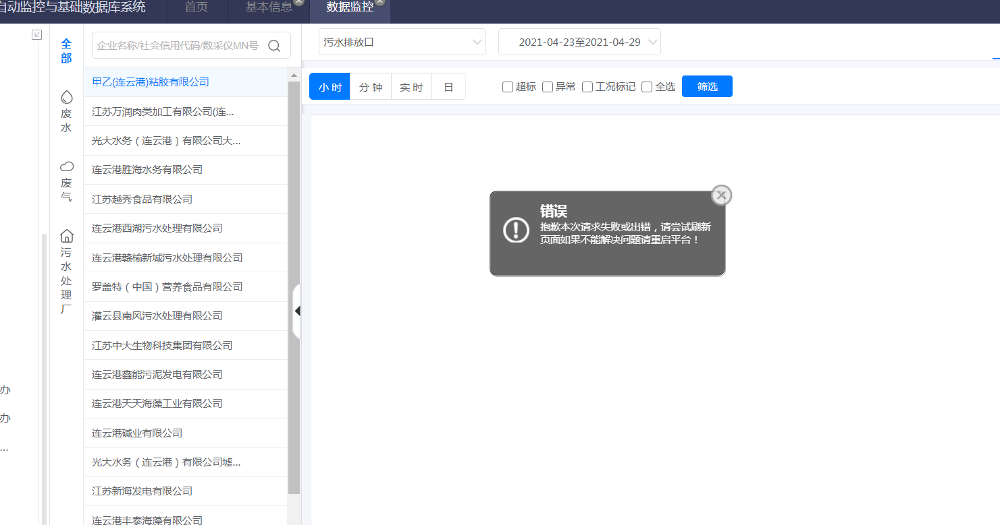 自动监控与基础数据库系统
首页
基本信息
数据监控
全部
废水
废气
污水处理厂
办
办
...
企业名称/社会信用代码/数采仪MN号
甲乙(连云港)粘胶有限公司
江苏万润肉类加工有限公司(连...
光大水务（连云港）有限公司大...
连云港胜海水务有限公司
江苏越秀食品有限公司
连云港西湖污水处理有限公司
连云港赣榆新城污水处理有限公司
罗盖特（中国）营养食品有限公司
灌云县南风污水处理有限公司
江苏中大生物科技集团有限公司
连云港鑫能污泥发电有限公司
连云港天天海藻工业有限公司
连云港碱业有限公司
光大水务（连云港）有限公司墟...
江苏新海发电有限公司
连云港丰泰海藻有限公司
污水排放口
2021-04-23至2021-04-29
小时
分钟
实时
日
超标
异常
工况标记
全选
筛选
错误
抱歉本次请求失败或出错，请尝试刷新
页面如果不能解决问题请重启平台！